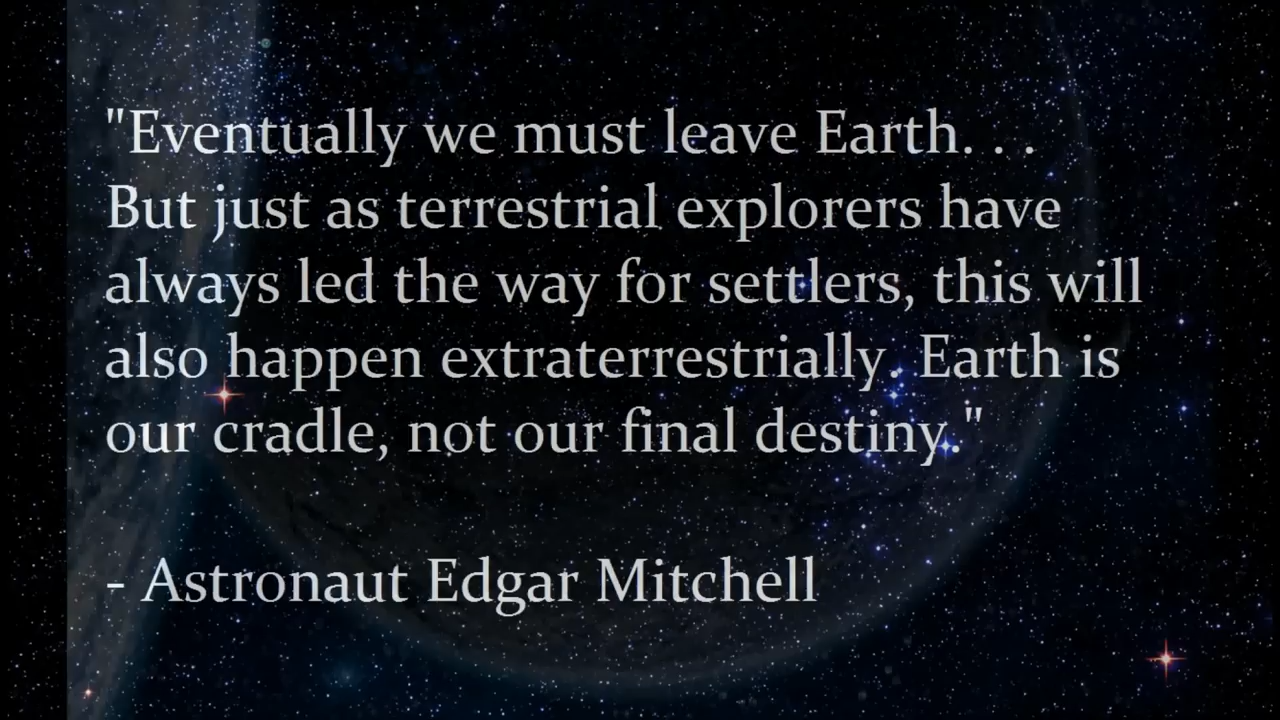 "Eventually we must leave Earth. . .
But just as terrestrial explorers have
always led the way for settlers, this will
also happen extraterrestrially. Earth is
our cradle, not our final destiny."
- Astronaut Edgar Mitchell